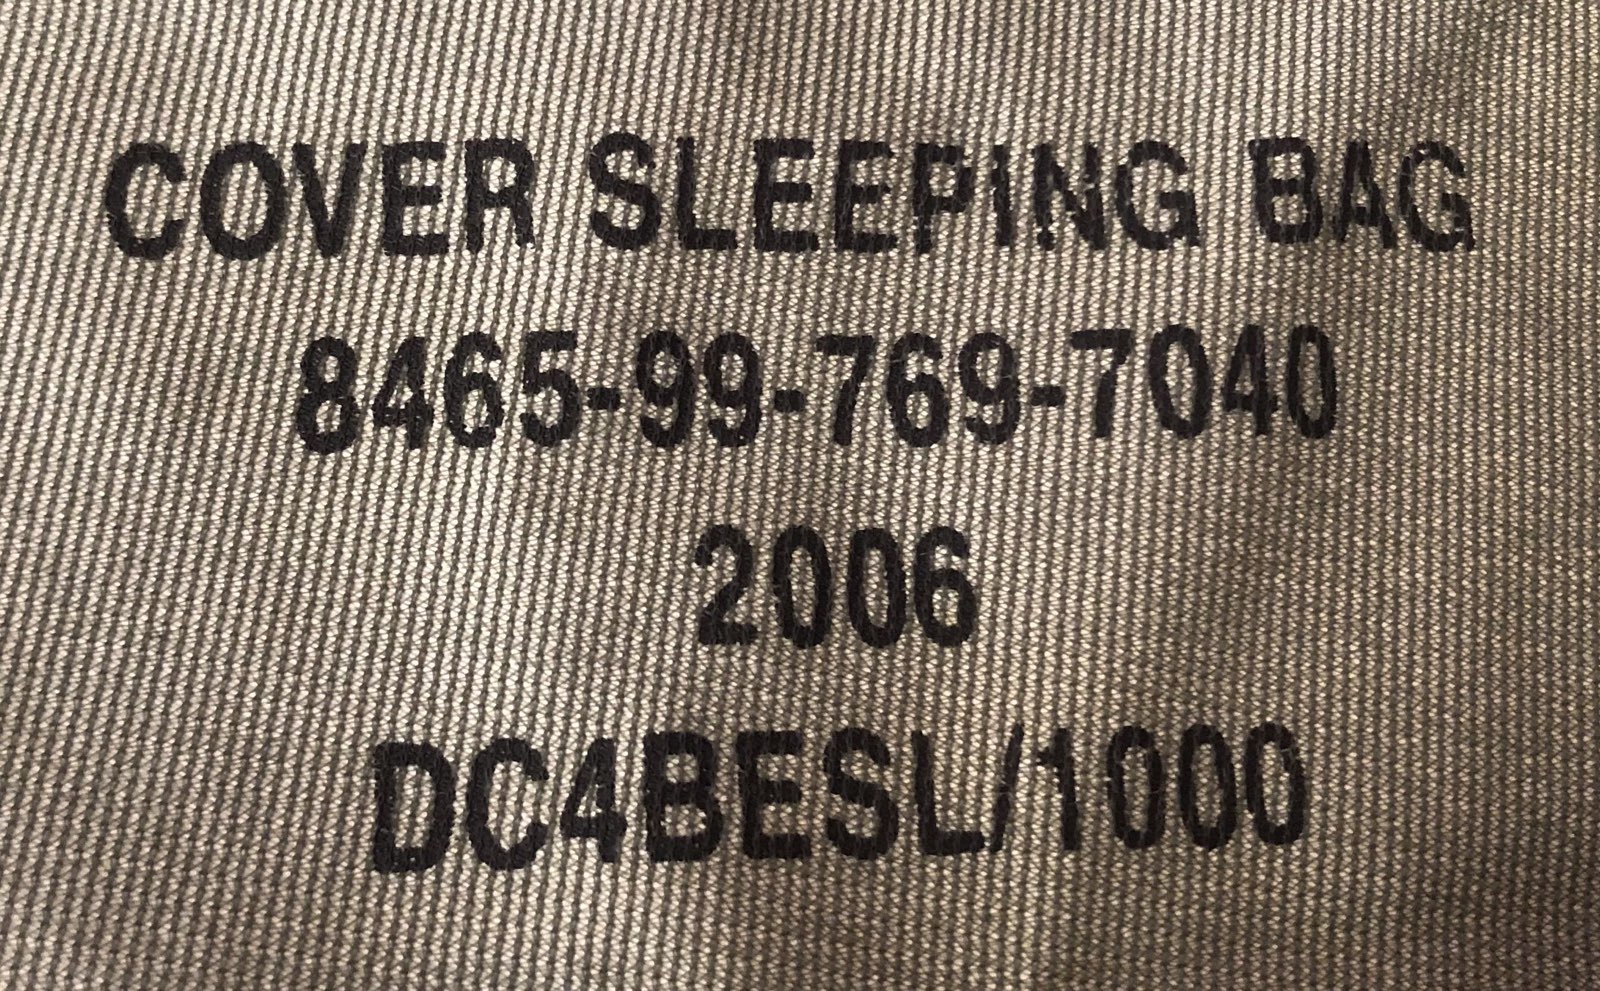 COVER SLEEPING BAG
8465-99-769-7040
2006
DC4BESL/1000